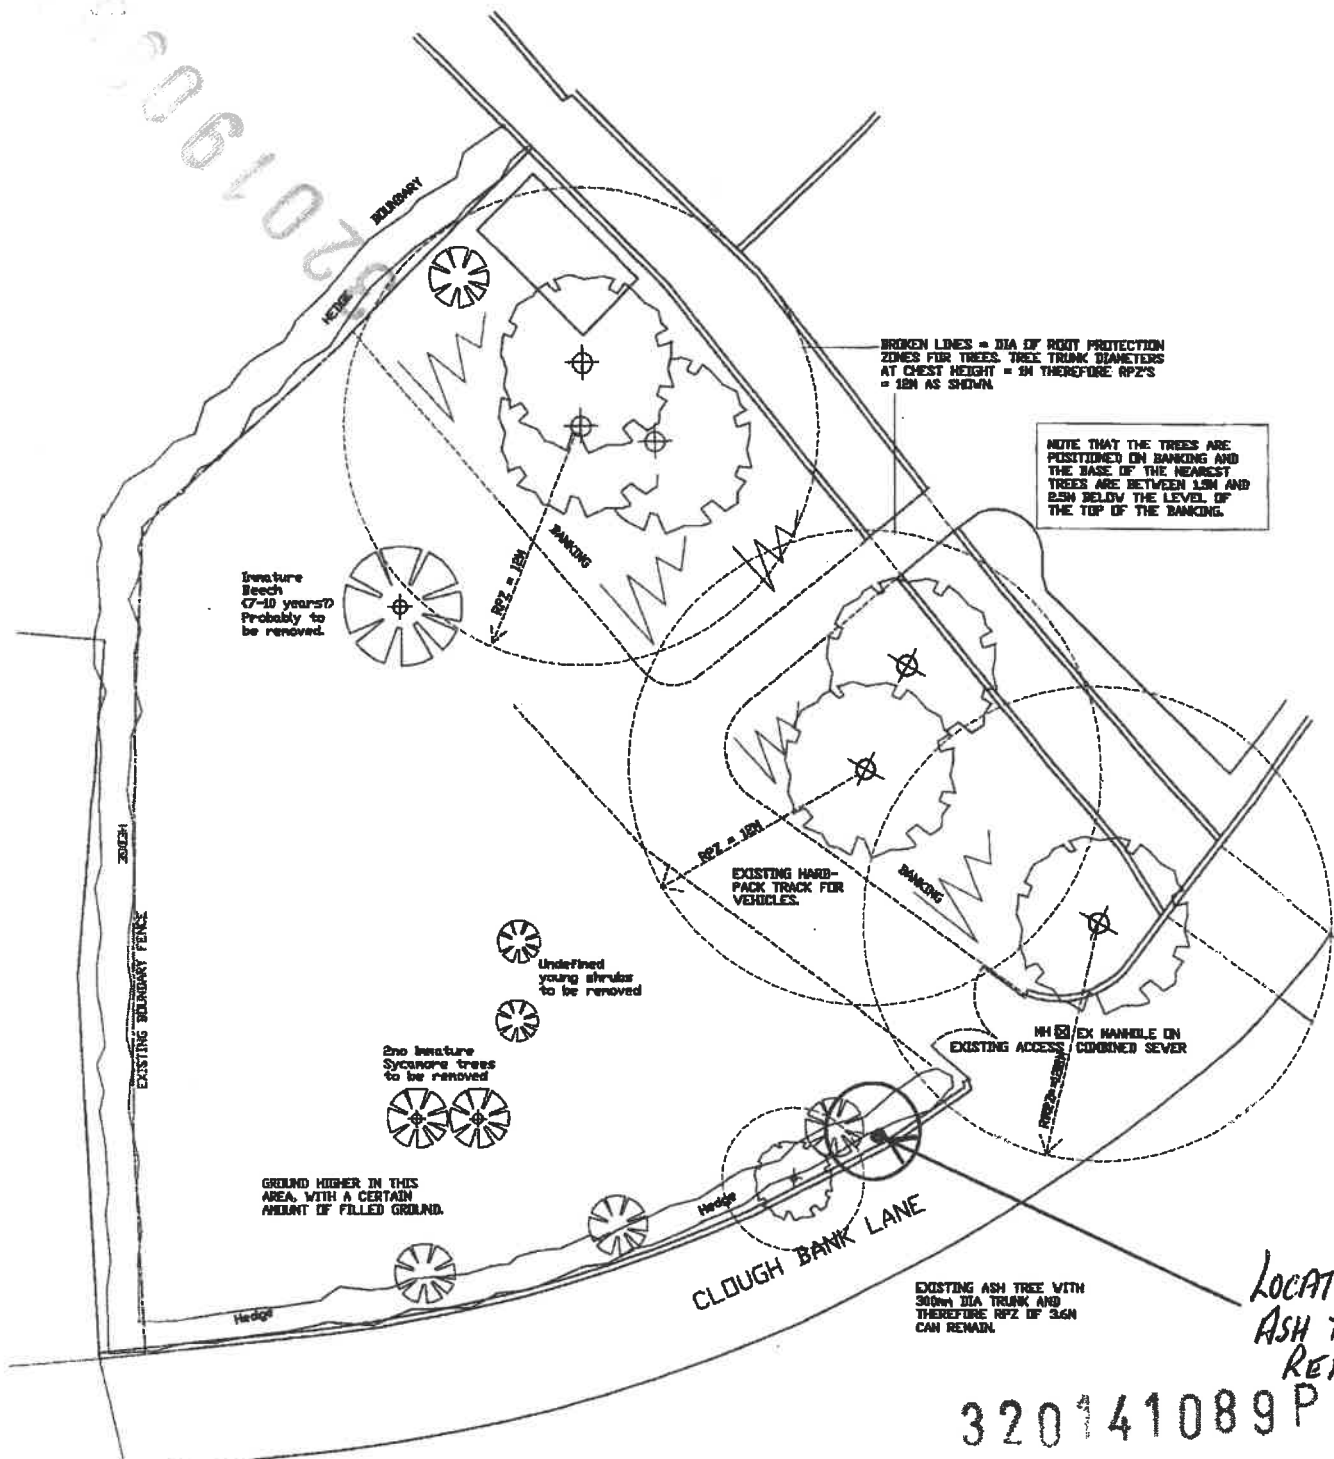 BOUNDARY
HEDGE
BROKEN LINES = DIA OF ROOT PROTECTION
ZONES FOR TREES. TREE TRUNK DIAMETERS
AT CHEST HEIGHT = 1M THEREFORE RPZ'S
= 12M AS SHOWN.
NOTE THAT THE TREES ARE
POSITIONED ON BANKING AND
THE BASE OF THE NEAREST
TREES ARE BETWEEN 1.5M AND
2.5M BELOW THE LEVEL OF
THE TOP OF THE BANKING.
BANKING
RPZ = 12M
Immature
Beech
(7-10 years?)
Probably to
be removed.
HEDGE
EXISTING BOUNDARY FENCE
RPZ = 12M
EXISTING HARD-
PACK TRACK FOR
VEHICLES.
BANKING
Undefined
young shrubs
to be removed
MH EX MANHOLE ON
EXISTING ACCESS COMBINED SEWER
2no Immature
Sycamore trees
to be removed
GROUND HIGHER IN THIS
AREA, WITH A CERTAIN
AMOUNT OF FILLED GROUND.
Hedge
Hedge
CLOUGH BANK LANE
EXISTING ASH TREE WITH
300mm DIA TRUNK AND
THEREFORE RPZ OF 3.6M
CAN REMAIN.
LOCAT
ASH
320141089P